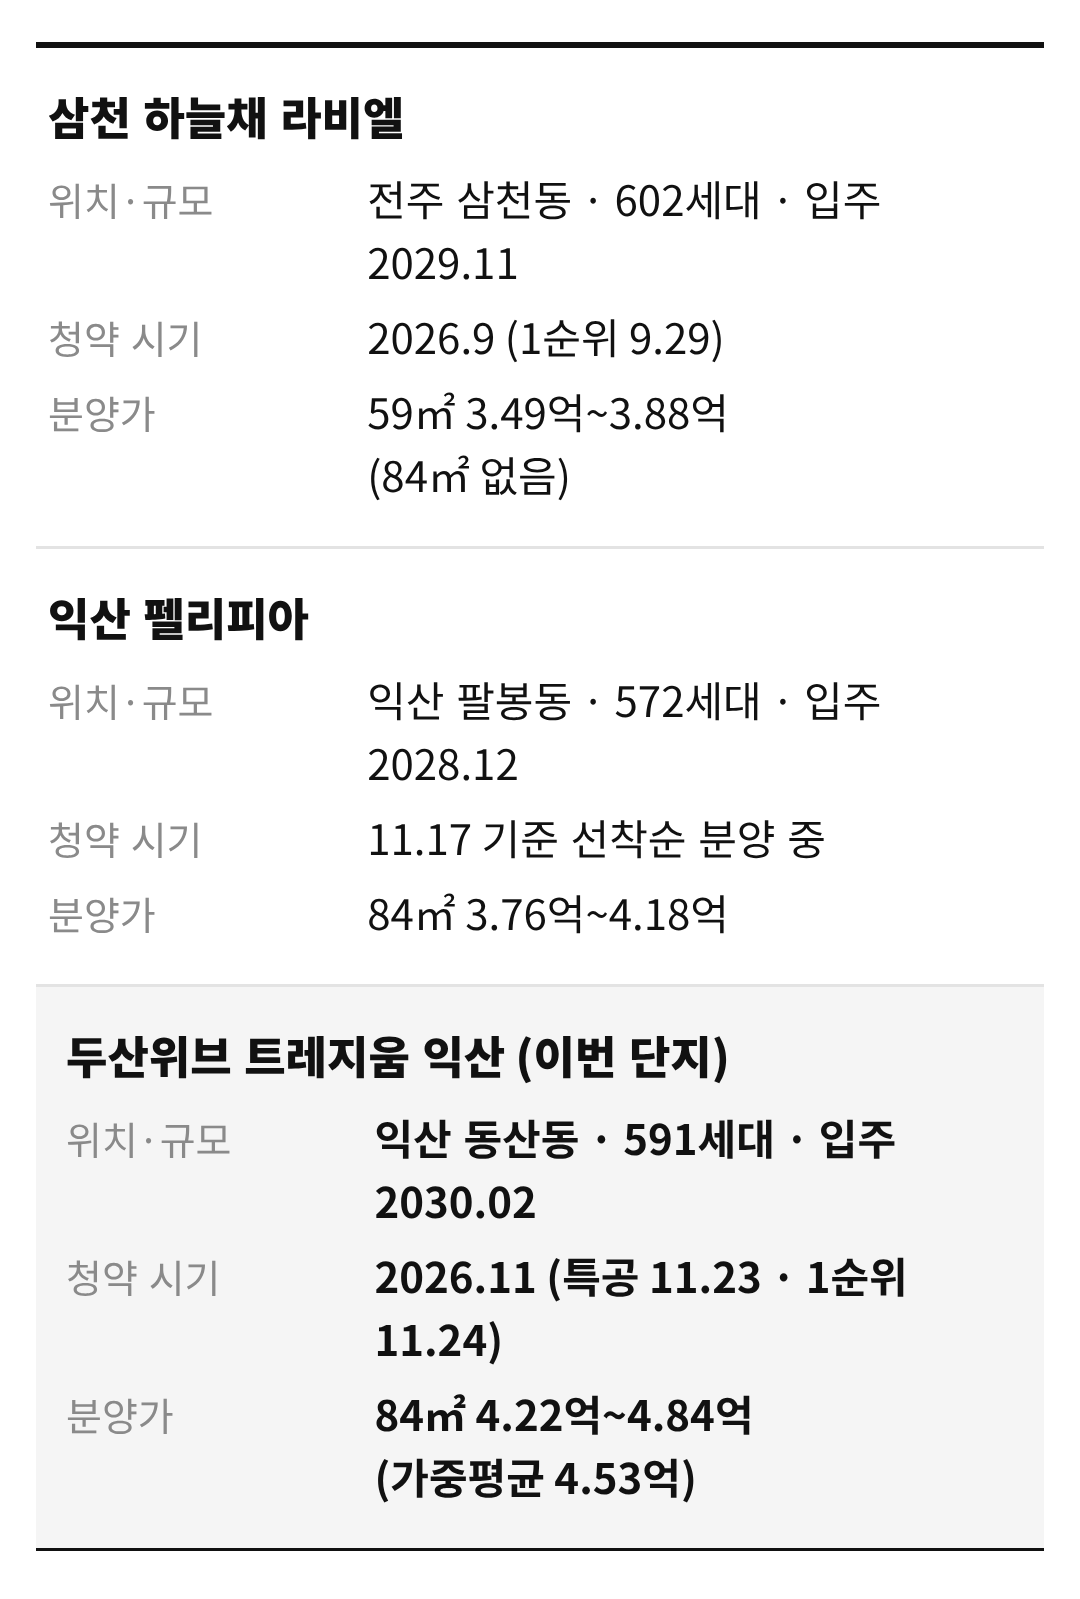 삼천 하늘채 라비엘
위치·규모 전주 삼천동 · 602세대 · 입주
2029.11
청약 시기 2026.9 (1순위 9.29)
분양가 59㎡ 3.49억~3.88억
(84㎡ 없음)
익산 펠리피아
위치·규모 익산 팔봉동 · 572세대 · 입주
2028.12
청약 시기 11.17 기준 선착순 분양 중
분양가 84㎡ 3.76억~4.18억
두산위브 트레지움 익산 (이번 단지)
위치·규모 익산 동산동 · 591세대 · 입주
2030.02
청약 시기 2026.11 (특공 11.23 · 1순위
11.24)
분양가 84㎡ 4.22억~4.84억
(가중평균 4.53억)